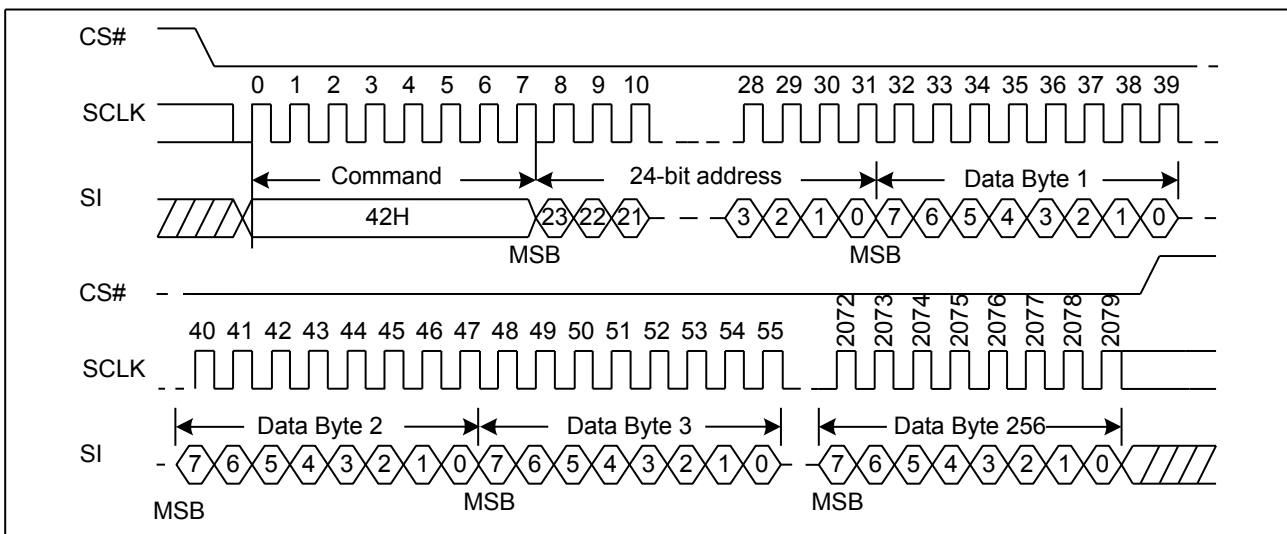 CS#
0 1 2 3 4 5 6 7 8 9 10 28 29 30 31 32 33 34 35 36 37 38 39
SCLK
Command 24-bit address Data Byte 1
SI
42H 23 22 21 3 2 1 0 7 6 5 4 3 2 1 0
MSB MSB
CS#
40 41 42 43 44 45 46 47 48 49 50 51 52 53 54 55 2072 2073 2074 2075 2076 2077 2078 2079
SCLK
Data Byte 2 Data Byte 3 Data Byte 256
SI
7 6 5 4 3 2 1 0 7 6 5 4 3 2 1 0 7 6 5 4 3 2 1 0
MSB MSB MSB